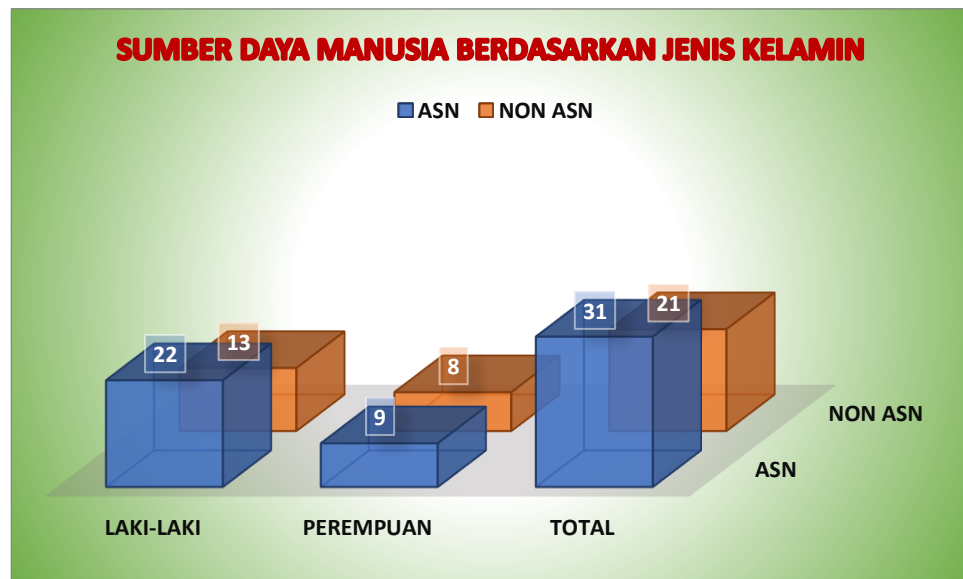 SUMBER DAYA MANUSIA BERDASARKAN JENIS KELAMIN
ASN NON ASN
22 13
9 8
31 21
NON ASN
ASN
LAKI-LAKI PEREMPUAN TOTAL